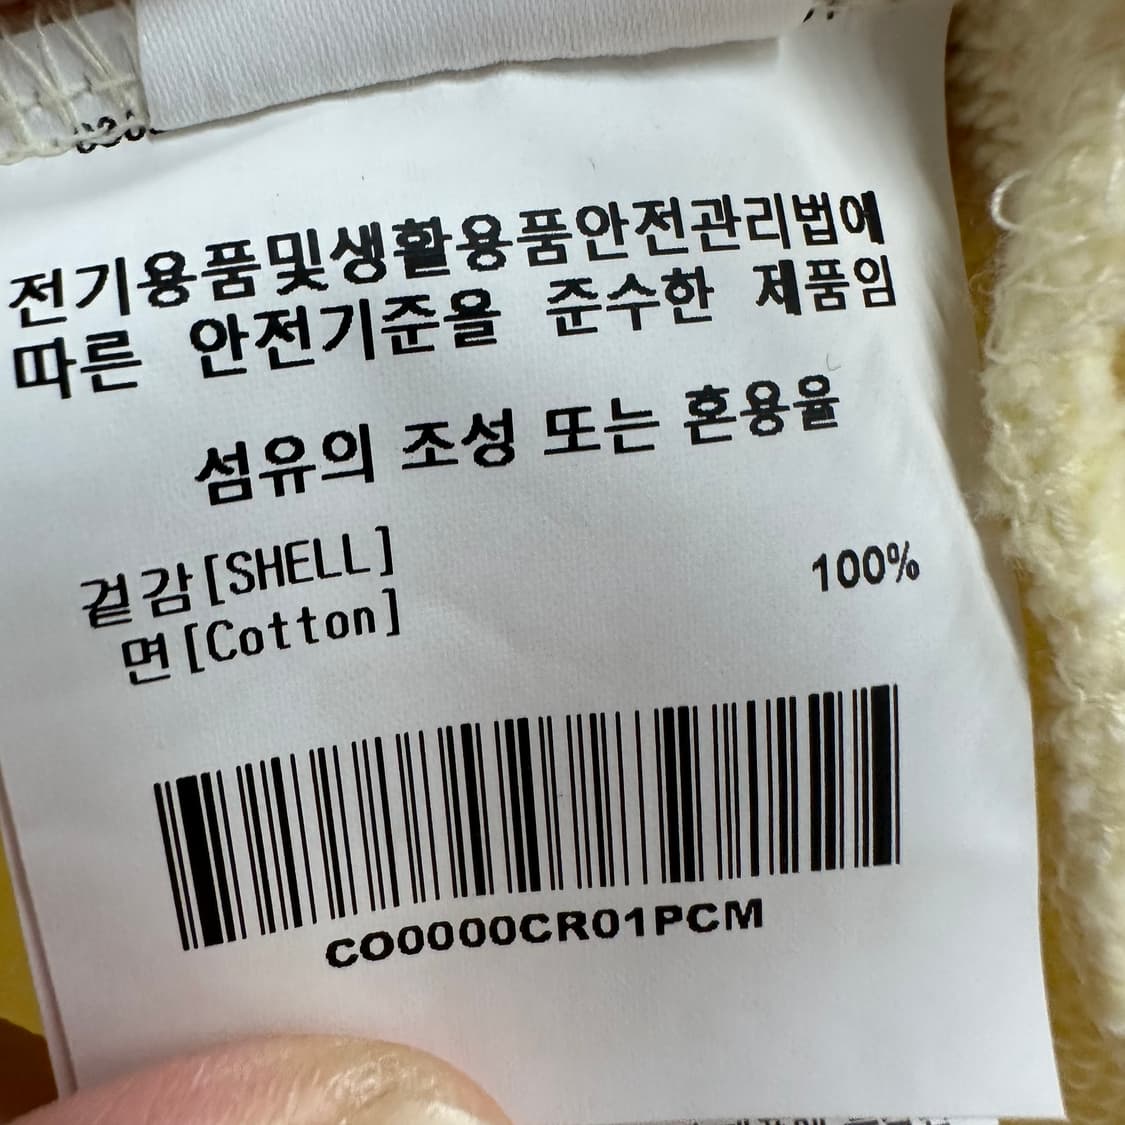 전기용품및생활용품안전관리법에
따른 안전기준을 준수한 제품임
섬유의 조성 또는 혼용율
겉감[SHELL]
면[Cotton] 100%
CO0000CR01PCM